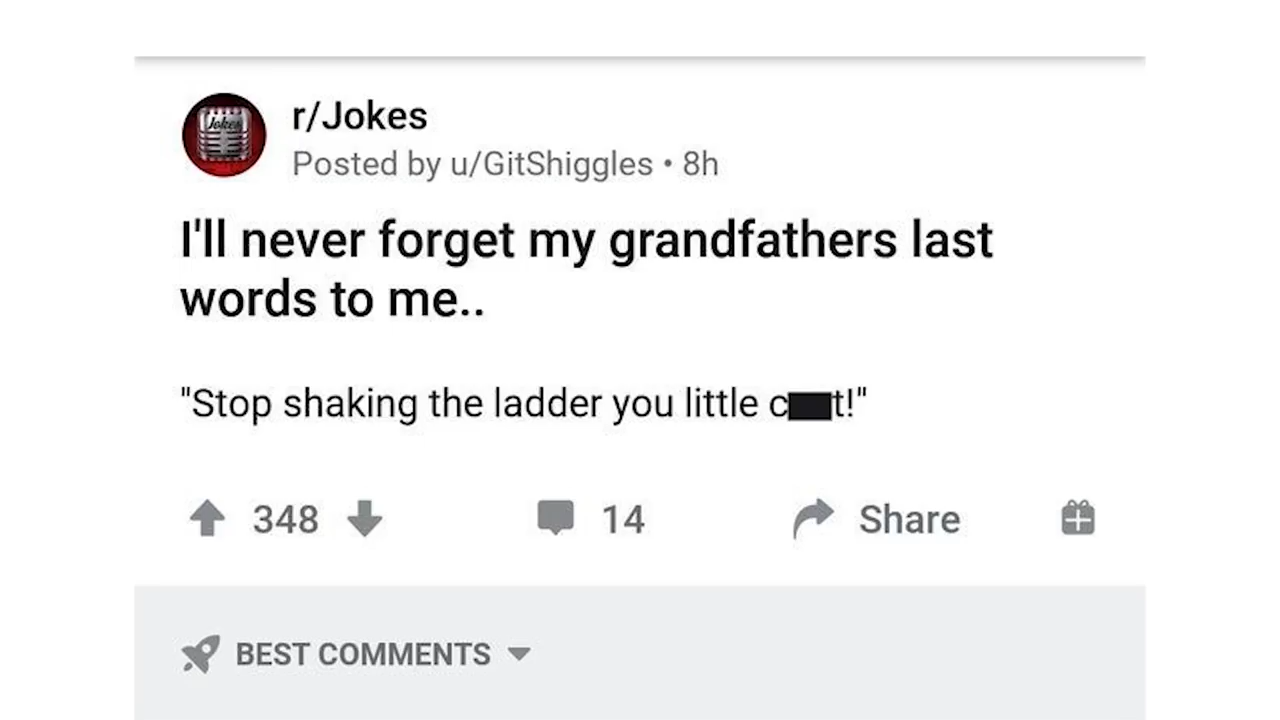 Jokes
r/Jokes
Posted by u/GitShiggles • 8h
I'll never forget my grandfathers last
words to me..
"Stop shaking the ladder you little c■t!"
348
14
Share
BEST COMMENTS